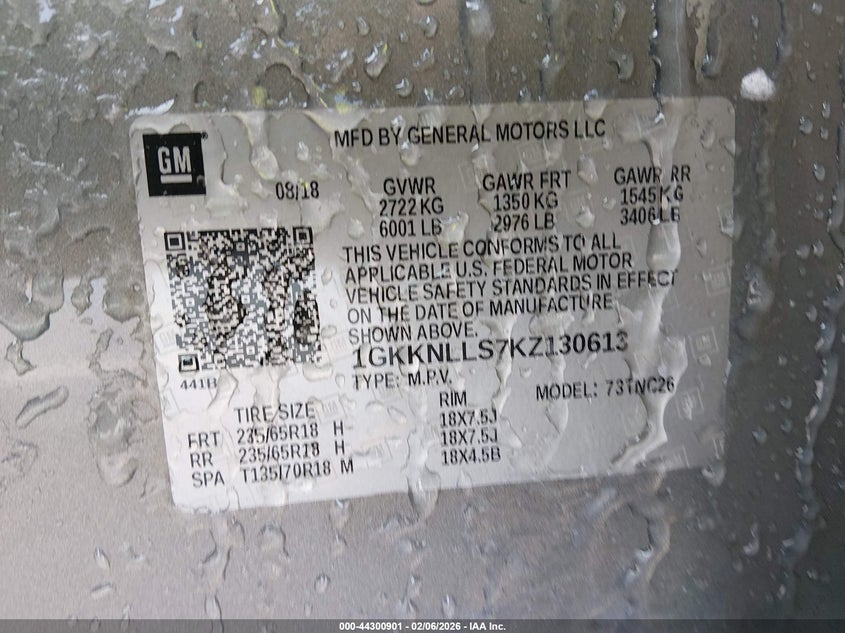 MFD BY GENERAL MOTORS LLC
GM
08/18
GVWR GAWR FRT GAWR RR
2722 KG 1350 KG 1545 KG
6001 LB 2976 LB 3406 LB
THIS VEHICLE CONFORMS TO ALL
APPLICABLE U.S. FEDERAL MOTOR
VEHICLE SAFETY STANDARDS IN EFFECT
ON THE DATE OF MANUFACTURE
SHOWN ABOVE.
441B
1GKKNLLS7KZ130613
TYPE: M.P.V. MODEL: 73TNC26
TIRE SIZE RIM
FRT 235/65R18 H 18X7.5J
RR 235/65R18 H 18X7.5J
SPA T135/70R18 M 18X4.5B
000-44300901 - 02/06/2026 - IAA Inc.